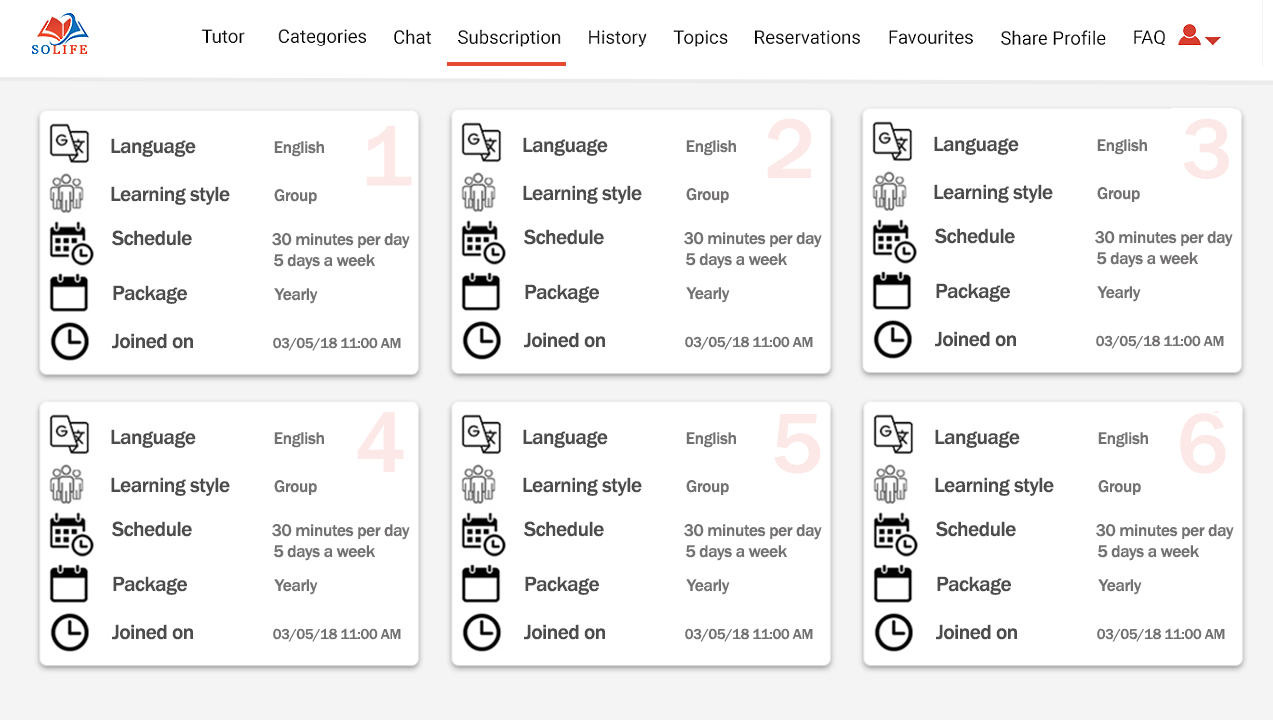 SOLIFE
Tutor Categories Chat Subscription History Topics Reservations Favourites Share Profile FAQ
1
Language English
Learning style Group
Schedule 30 minutes per day
5 days a week
Package Yearly
Joined on 03/05/18 11:00 AM
2
Language English
Learning style Group
Schedule 30 minutes per day
5 days a week
Package Yearly
Joined on 03/05/18 11:00 AM
3
Language English
Learning style Group
Schedule 30 minutes per day
5 days a week
Package Yearly
Joined on 03/05/18 11:00 AM
4
Language English
Learning style Group
Schedule 30 minutes per day
5 days a week
Package Yearly
Joined on 03/05/18 11:00 AM
5
Language English
Learning style Group
Schedule 30 minutes per day
5 days a week
Package Yearly
Joined on 03/05/18 11:00 AM
6
Language English
Learning style Group
Schedule 30 minutes per day
5 days a week
Package Yearly
Joined on 03/05/18 11:00 AM